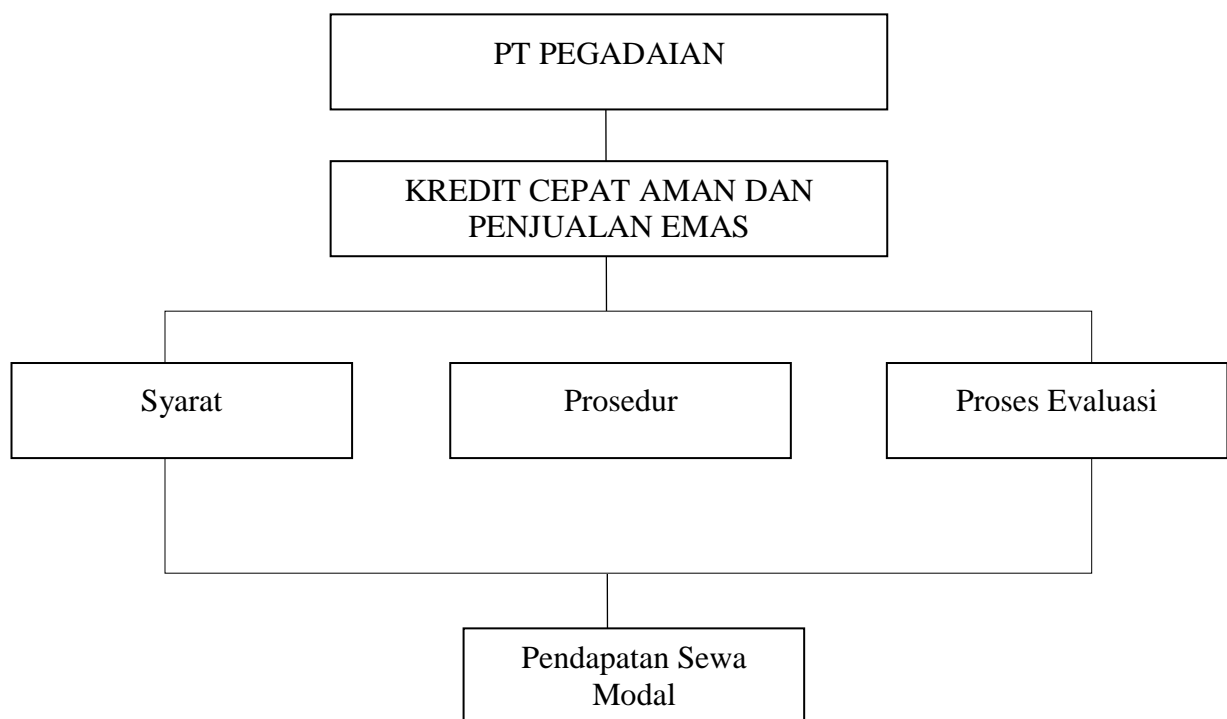 PT PEGADAIAN
KREDIT CEPAT AMAN DAN
PENJUALAN EMAS
Syarat
Prosedur
Proses Evaluasi
Pendapatan Sewa
Modal